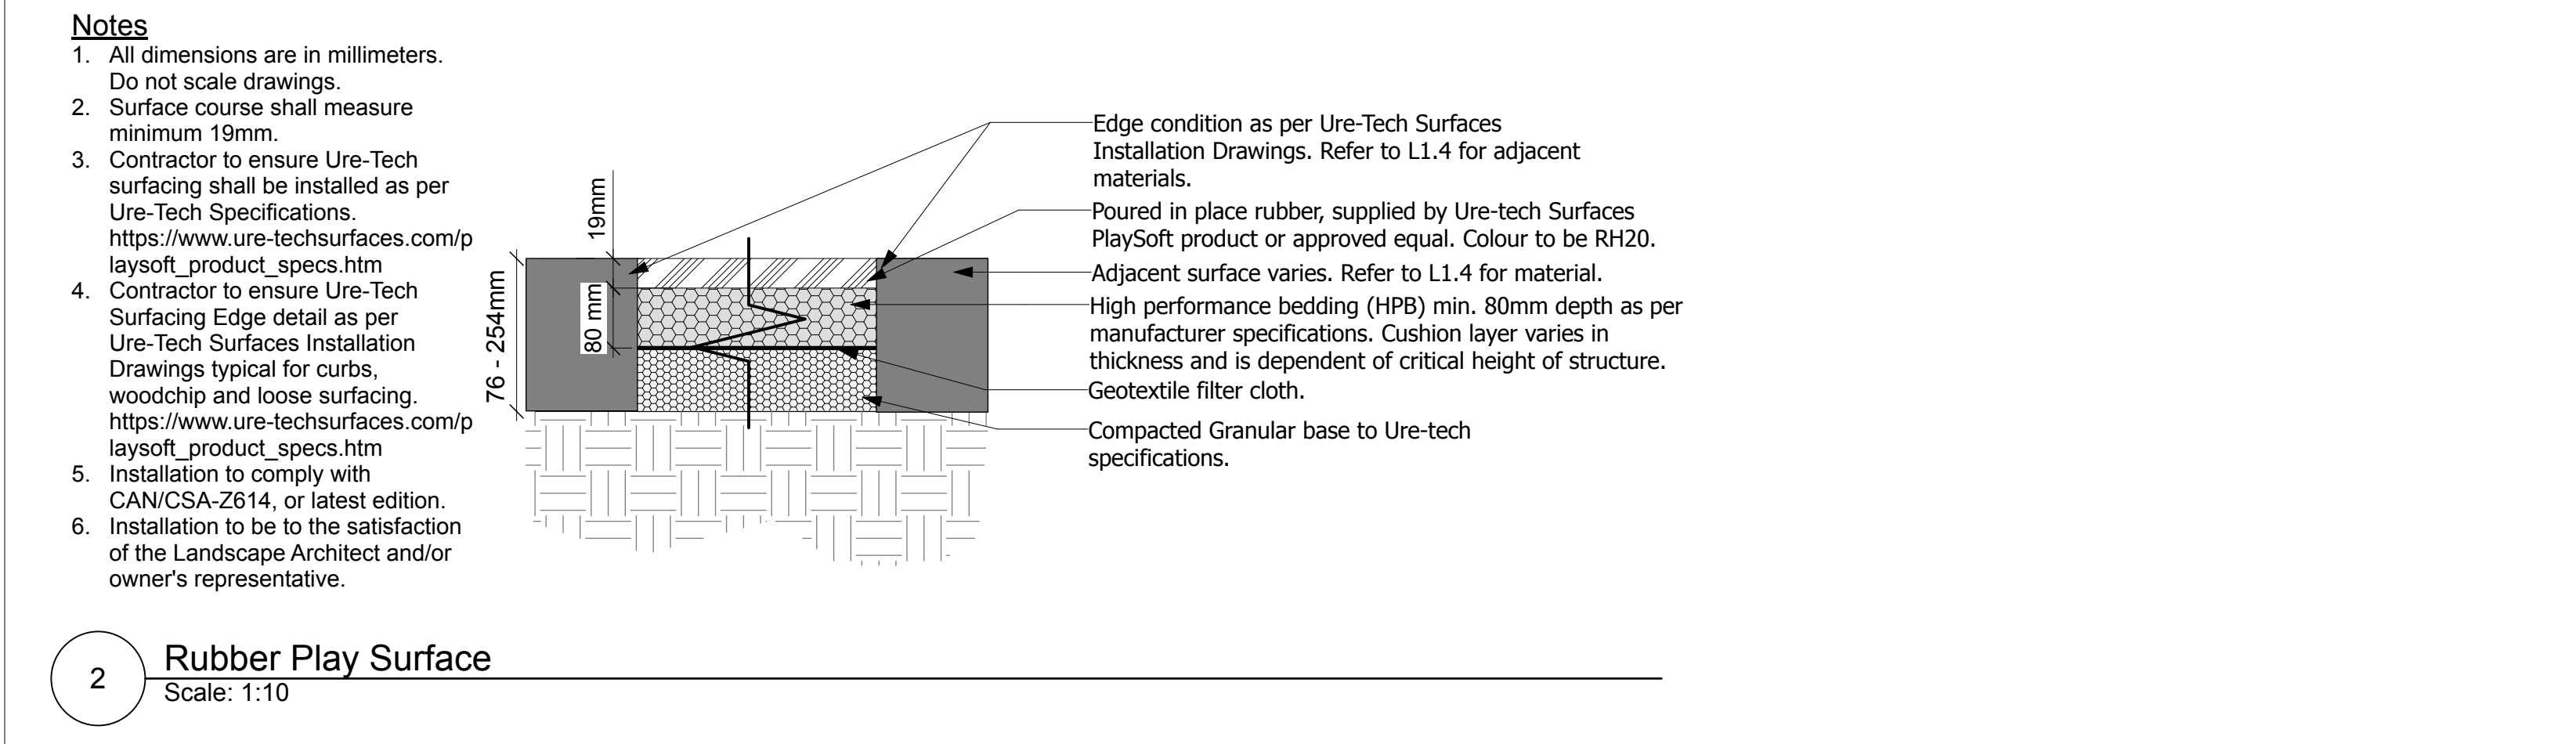 Notes
1. All dimensions are in millimeters.
Do not scale drawings.
2. Surface course shall measure
minimum 19mm.
3. Contractor to ensure Ure-Tech
surfacing shall be installed as per
Ure-Tech Specifications.
https://www.ure-techsurfaces.com/p
laysoft_product_specs.htm
4. Contractor to ensure Ure-Tech
Surfacing Edge detail as per
Ure-Tech Surfaces Installation
Drawings typical for curbs,
woodchip and loose surfacing.
https://www.ure-techsurfaces.com/p
laysoft_product_specs.htm
5. Installation to comply with
CAN/CSA-Z614, or latest edition.
6. Installation to be to the satisfaction
of the Landscape Architect and/or
owner's representative.
19mm
80 mm
76 - 254mm
Edge condition as per Ure-Tech Surfaces
Installation Drawings. Refer to L1.4 for adjacent
materials.
Poured in place rubber, supplied by Ure-tech Surfaces
PlaySoft product or approved equal. Colour to be RH20.
Adjacent surface varies. Refer to L1.4 for material.
High performance bedding (HPB) min. 80mm depth as per
manufacturer specifications. Cushion layer varies in
thickness and is dependent of critical height of structure.
Geotextile filter cloth.
Compacted Granular base to Ure-tech
specifications.
2
Rubber Play Surface
Scale: 1:10